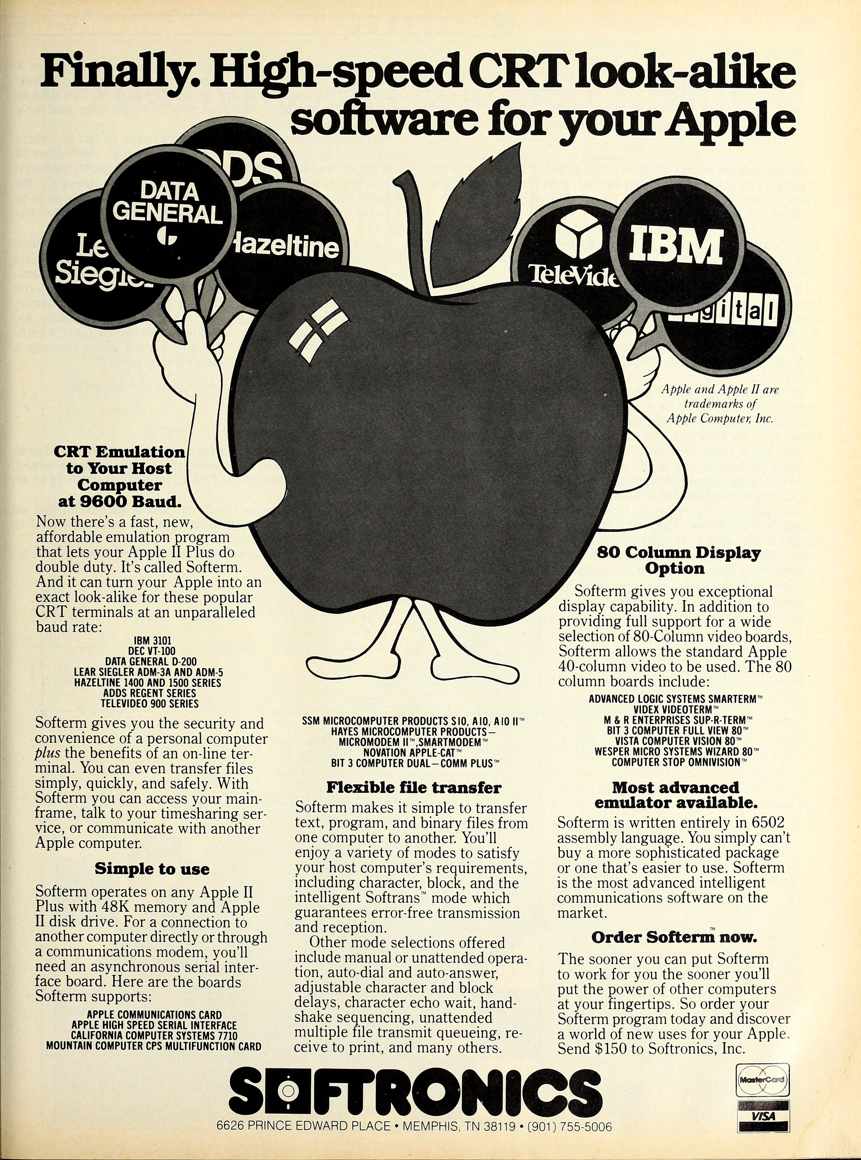 Finally. High-speed CRT look-alike
software for your Apple
DDS
DATA
GENERAL
Le
Siegle
Hazeltine
TeleVide
IBM
gital
Apple and Apple II are
trademarks of
Apple Computer, Inc.
CRT Emulation
to Your Host
Computer
at 9600 Baud.
Now there's a fast, new,
affordable emulation program
that lets your Apple II Plus do
double duty. It's called Softerm.
And it can turn your Apple into an
exact look-alike for these popular
CRT terminals at an unparalleled
baud rate:
IBM 3101
DEC VT-100
DATA GENERAL D-200
LEAR SIEGLER ADM-3A AND ADM-5
HAZELTINE 1400 AND 1500 SERIES
ADDS REGENT SERIES
TELEVIDEO 900 SERIES
Softerm gives you the security and
convenience of a personal computer
plus the benefits of an on-line ter-
minal. You can even transfer files
simply, quickly, and safely. With
Softerm you can access your main-
frame, talk to your timesharing ser-
vice, or communicate with another
Apple computer.
Simple to use
Softerm operates on any Apple II
Plus with 48K memory and Apple
II disk drive. For a connection to
another computer directly or through
a communications modem, you'll
need an asynchronous serial inter-
face board. Here are the boards
Softerm supports:
APPLE COMMUNICATIONS CARD
APPLE HIGH SPEED SERIAL INTERFACE
CALIFORNIA COMPUTER SYSTEMS 7710
MOUNTAIN COMPUTER CPS MULTIFUNCTION CARD
SSM MICROCOMPUTER PRODUCTS SIO, AIO, AIO II™
HAYES MICROCOMPUTER PRODUCTS—
MICROMODEM II™, SMARTMODEM™
NOVATION APPLE-CAT™
BIT 3 COMPUTER DUAL—COMM PLUS™
Flexible file transfer
Softerm makes it simple to transfer
text, program, and binary files from
one computer to another. You'll
enjoy a variety of modes to satisfy
your host computer's requirements,
including character, block, and the
intelligent Softrans™ mode which
guarantees error-free transmission
and reception.
Other mode selections offered
include manual or unattended opera-
tion, auto-dial and auto-answer,
adjustable character and block
delays, character echo wait, hand-
shake sequencing, unattended
multiple file transmit queueing, re-
ceive to print, and many others.
80 Column Display
Option
Softerm gives you exceptional
display capability. In addition to
providing full support for a wide
selection of 80-Column video boards,
Softerm allows the standard Apple
40-column video to be used. The 80
column boards include:
ADVANCED LOGIC SYSTEMS SMARTERM™
VIDEX VIDEOTERM™
M & R ENTERPRISES SUP-R-TERM™
BIT 3 COMPUTER FULL VIEW 80™
VISTA COMPUTER VISION 80™
WESPER MICRO SYSTEMS WIZARD 80™
COMPUTER STOP OMNIVISION™
Most advanced
emulator available.
Softerm is written entirely in 6502
assembly language. You simply can't
buy a more sophisticated package
or one that's easier to use. Softerm
is the most advanced intelligent
communications software on the
market.
Order Softerm™ now.
The sooner you can put Softerm
to work for you the sooner you'll
put the power of other computers
at your fingertips. So order your
Softerm program today and discover
a world of new uses for your Apple.
Send $150 to Softronics, Inc.
SOFTRONICS
6626 PRINCE EDWARD PLACE • MEMPHIS, TN 38119 • (901) 755-5006
MasterCard
VISA